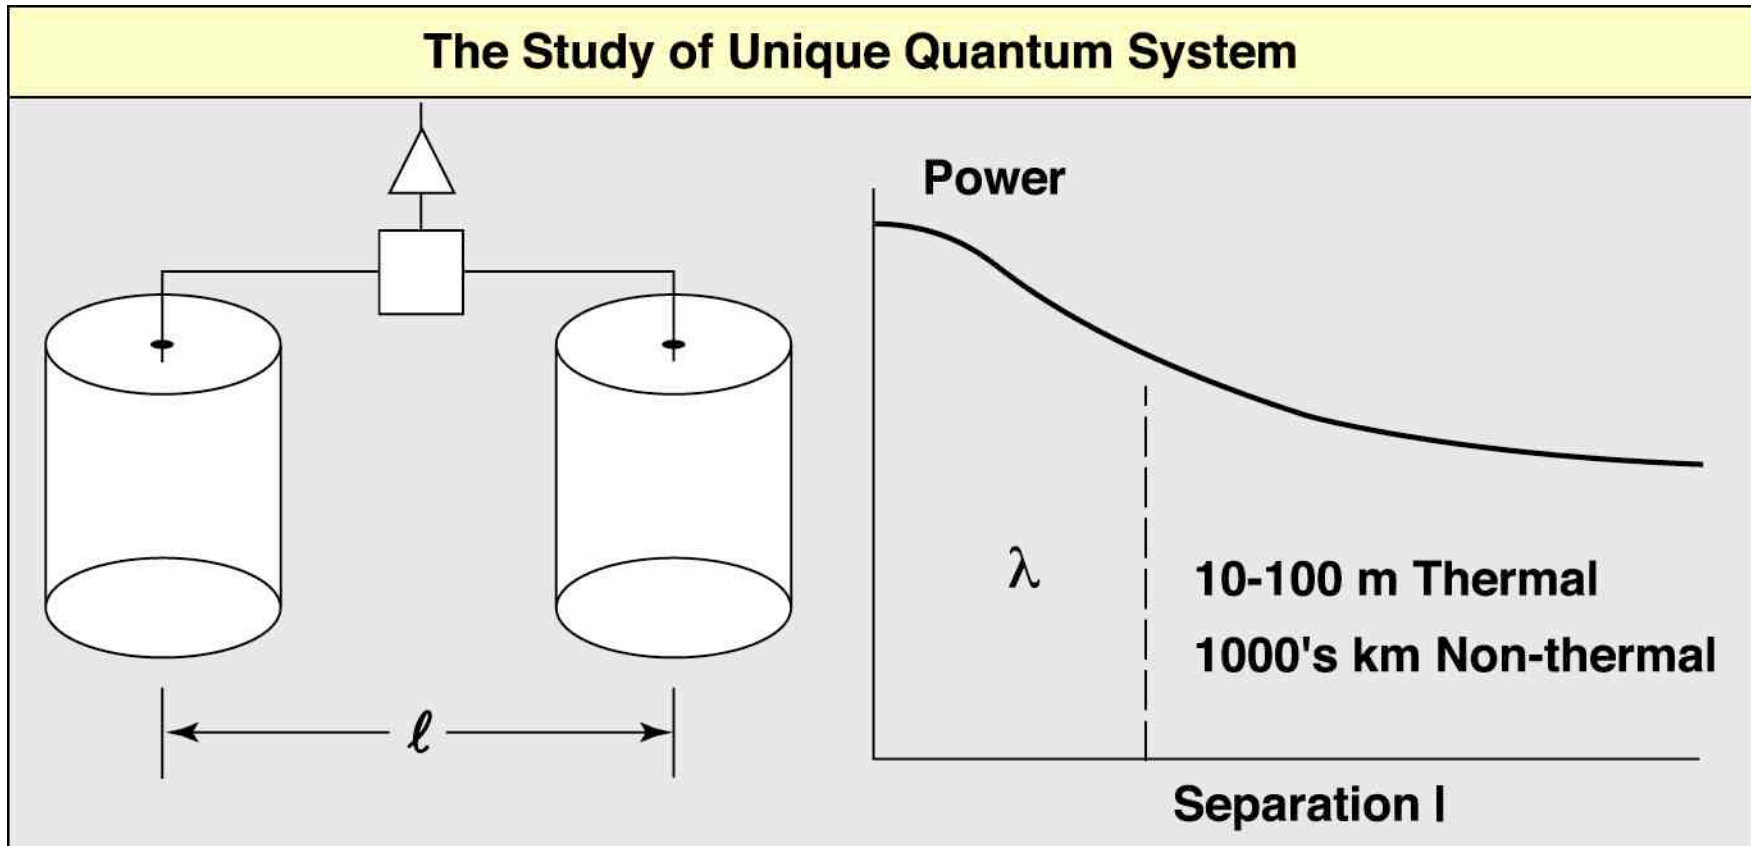 The Study of Unique Quantum System
Power
λ
10-100 m Thermal
1000's km Non-thermal
ℓ
Separation l